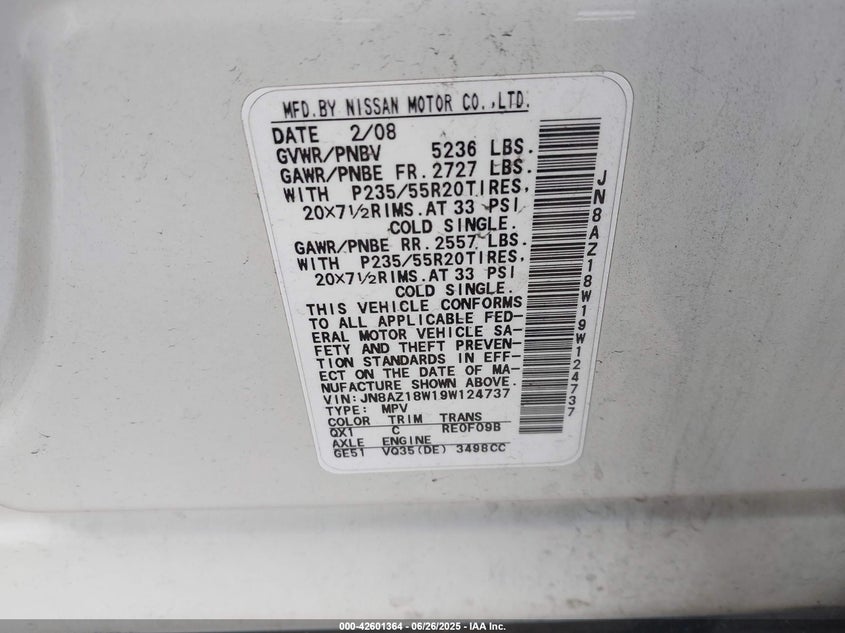 MFD.BY NISSAN MOTOR CO.,LTD.
DATE 2/08
GVWR/PNBV 5236 LBS.
GAWR/PNBE FR.2727 LBS.
WITH P235/55R20TIRES,
20×7½RIMS.AT 33 PSI
COLD SINGLE.
GAWR/PNBE RR.2557 LBS.
WITH P235/55R20TIRES,
20×7½RIMS.AT 33 PSI
COLD SINGLE.
THIS VEHICLE CONFORMS
TO ALL APPLICABLE FED-
ERAL MOTOR VEHICLE SA-
FETY AND THEFT PREVEN-
TION STANDARDS IN EFF-
ECT ON THE DATE OF MA-
NUFACTURE SHOWN ABOVE.
VIN:JN8AZ18W19W124737
TYPE: MPV
COLOR TRIM TRANS
QX1 C RE0F09B
AXLE ENGINE
GE51 VQ35(DE) 3498CC
JN8AZ18W19W124737
000-42601364 | 06/26/2025 - IAA Inc.